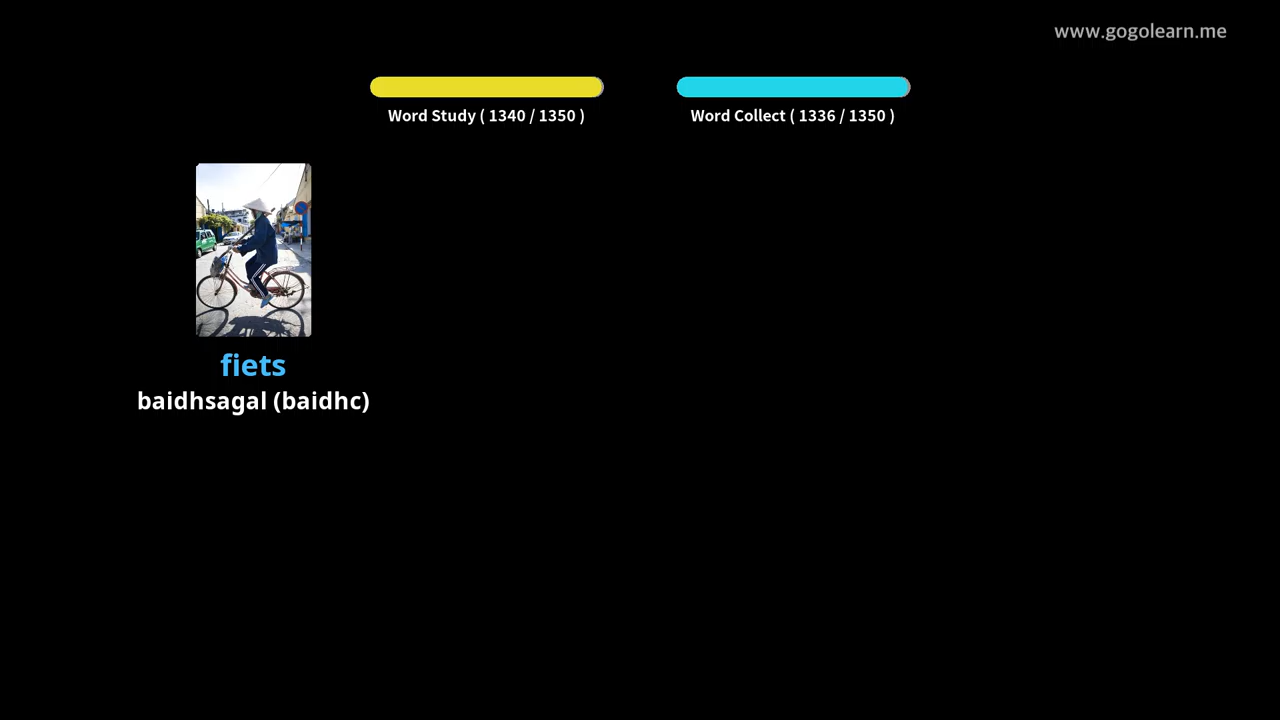 www.gogolearn.me
Word Study ( 1340 / 1350 )
Word Collect ( 1336 / 1350 )
fiets
baidhsagal (baidhc)